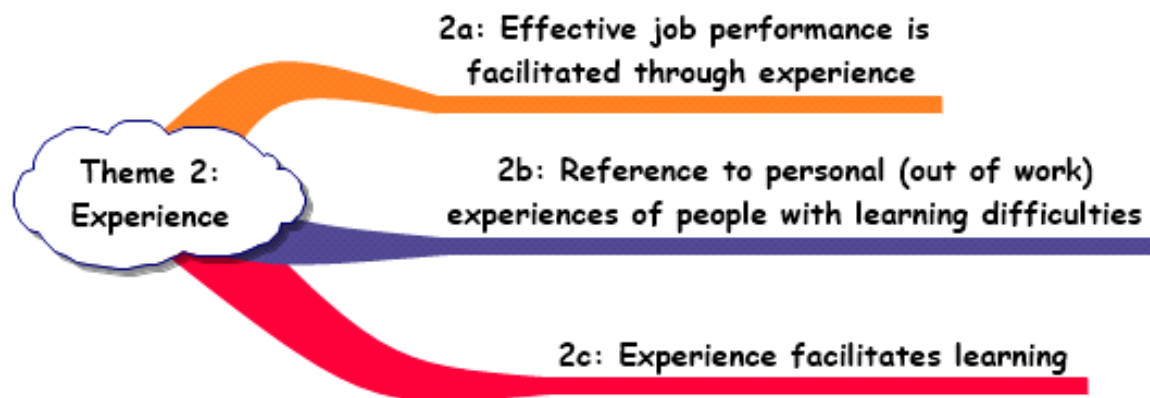 Theme 2:
Experience
2a: Effective job performance is
facilitated through experience
2b: Reference to personal (out of work)
experiences of people with learning difficulties
2c: Experience facilitates learning